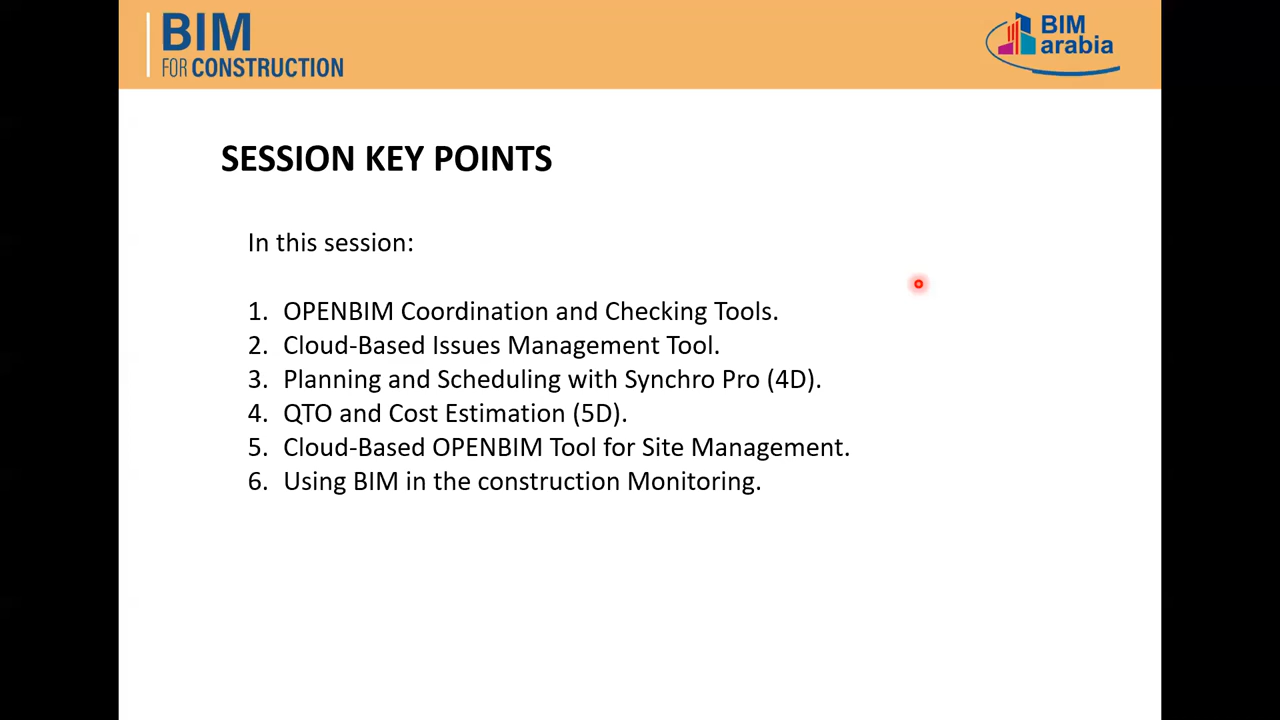 BIM
FOR CONSTRUCTION
BIM
arabia
SESSION KEY POINTS
In this session:
1. OPENBIM Coordination and Checking Tools.
2. Cloud-Based Issues Management Tool.
3. Planning and Scheduling with Synchro Pro (4D).
4. QTO and Cost Estimation (5D).
5. Cloud-Based OPENBIM Tool for Site Management.
6. Using BIM in the construction Monitoring.